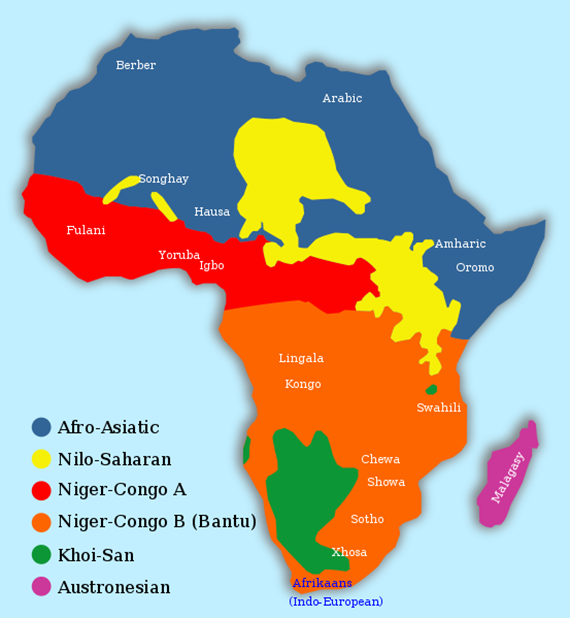 Berber
Arabic
Songhay
Hausa
Fulani
Yoruba
Igbo
Amharic
Oromo
Lingala
Kongo
Swahili
Chewa
Showa
Sotho
Xhosa
Malagasy
Afrikaans
(Indo-European)
Afro-Asiatic
Nilo-Saharan
Niger-Congo A
Niger-Congo B (Bantu)
Khoi-San
Austronesian